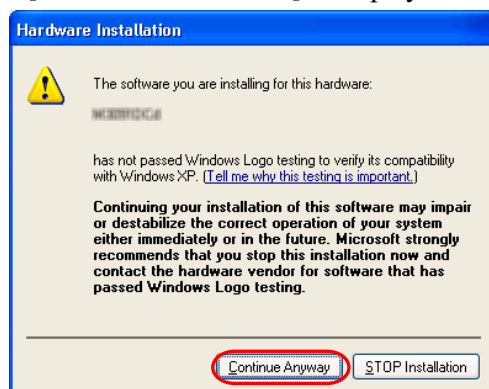 Hardware Installation
The software you are installing for this hardware:
has not passed Windows Logo testing to verify its compatibility
with Windows XP. (Tell me why this testing is important.)
Continuing your installation of this software may impair
or destabilize the correct operation of your system
either immediately or in the future. Microsoft strongly
recommends that you stop this installation now and
contact the hardware vendor for software that has
passed Windows Logo testing.
Continue Anyway STOP Installation